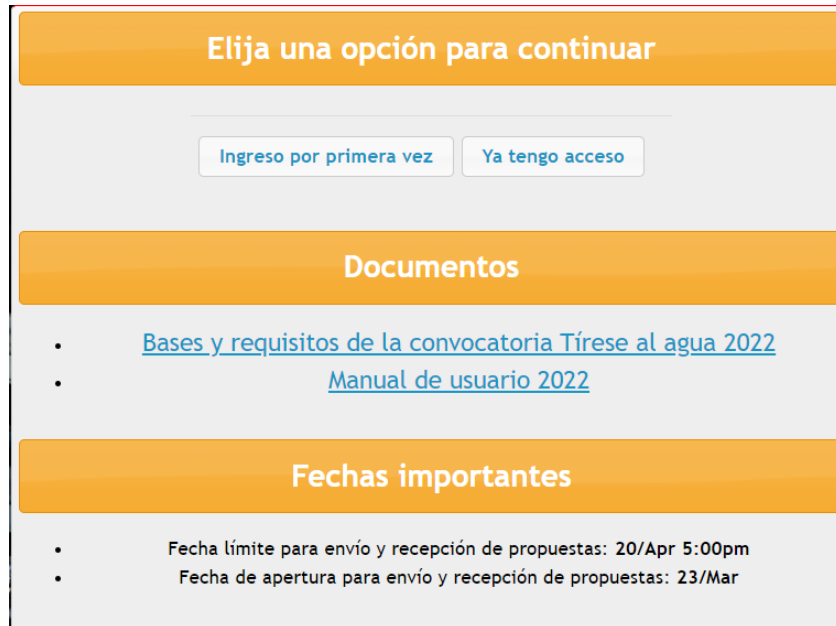 Elija una opción para continuar
Ingreso por primera vez
Ya tengo acceso
Documentos
Bases y requisitos de la convocatoria Tírese al agua 2022
Manual de usuario 2022
Fechas importantes
Fecha límite para envío y recepción de propuestas: 20/Apr 5:00pm
Fecha de apertura para envío y recepción de propuestas: 23/Mar